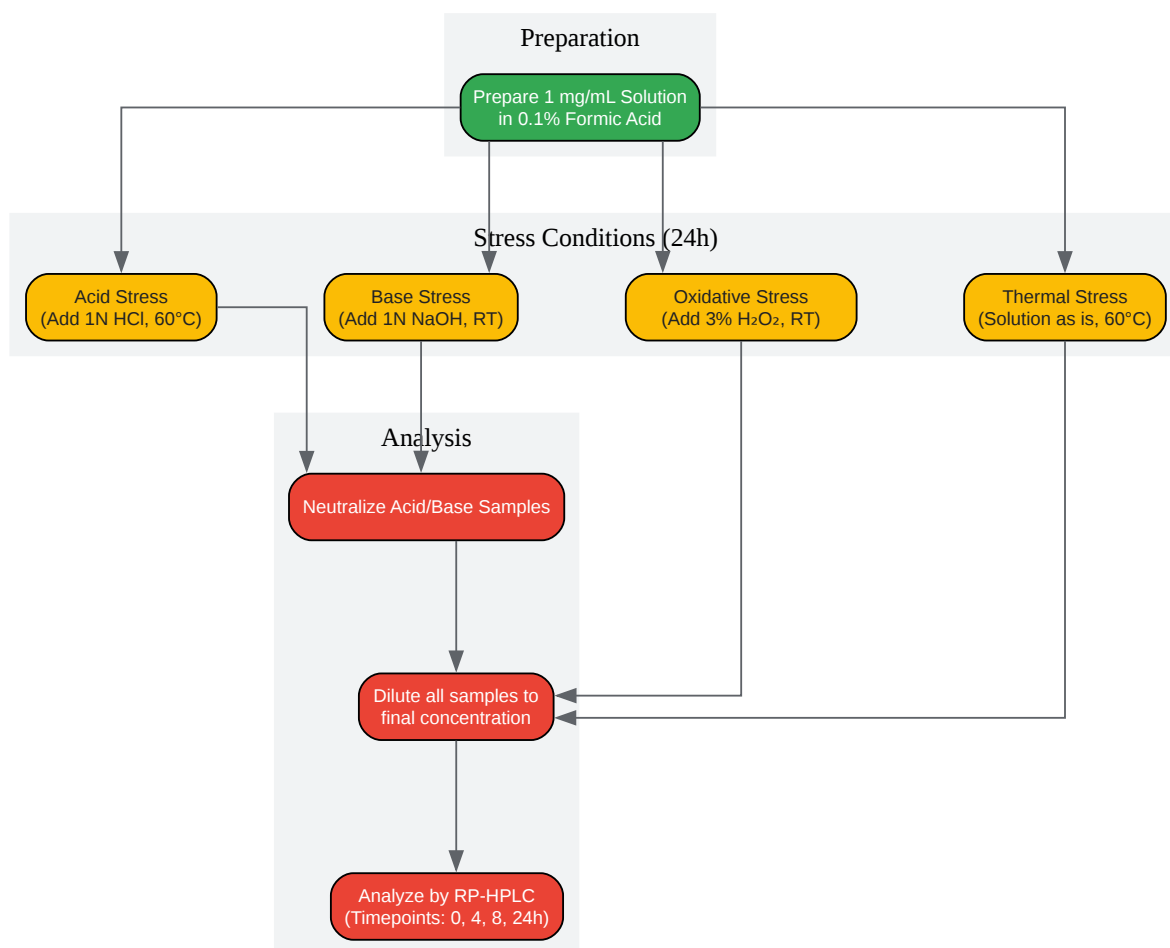 Preparation
Prepare 1 mg/mL Solution
in 0.1% Formic Acid
Stress Conditions (24h)
Acid Stress
(Add 1N HCl, 60°C)
Base Stress
(Add 1N NaOH, RT)
Oxidative Stress
(Add 3% H₂O₂, RT)
Thermal Stress
(Solution as is, 60°C)
Analysis
Neutralize Acid/Base Samples
Dilute all samples to
final concentration
Analyze by RP-HPLC
(Timepoints: 0, 4, 8, 24h)